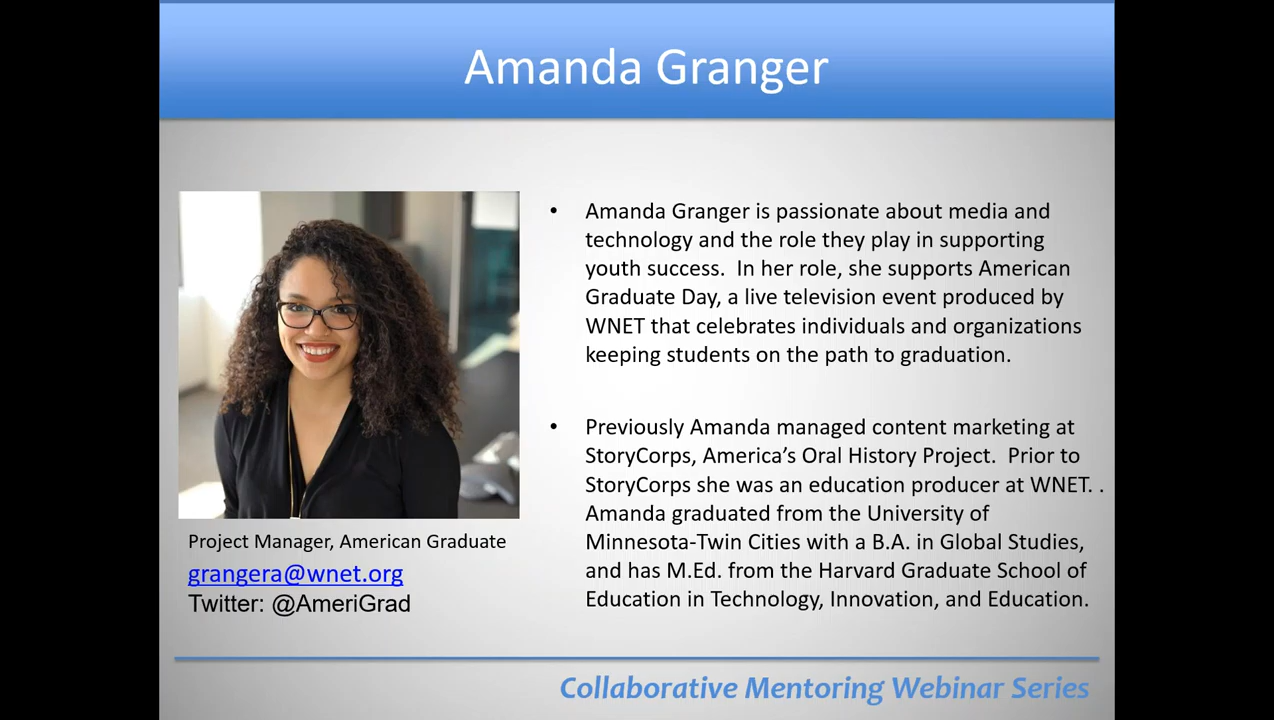 Amanda Granger
• Amanda Granger is passionate about media and
technology and the role they play in supporting
youth success.  In her role, she supports American
Graduate Day, a live television event produced by
WNET that celebrates individuals and organizations
keeping students on the path to graduation.
• Previously Amanda managed content marketing at
StoryCorps, America’s Oral History Project.  Prior to
StoryCorps she was an education producer at WNET. .
Amanda graduated from the University of
Minnesota-Twin Cities with a B.A. in Global Studies,
and has M.Ed. from the Harvard Graduate School of
Education in Technology, Innovation, and Education.
Project Manager, American Graduate
grangera@wnet.org
Twitter: @AmeriGrad
Collaborative Mentoring Webinar Series